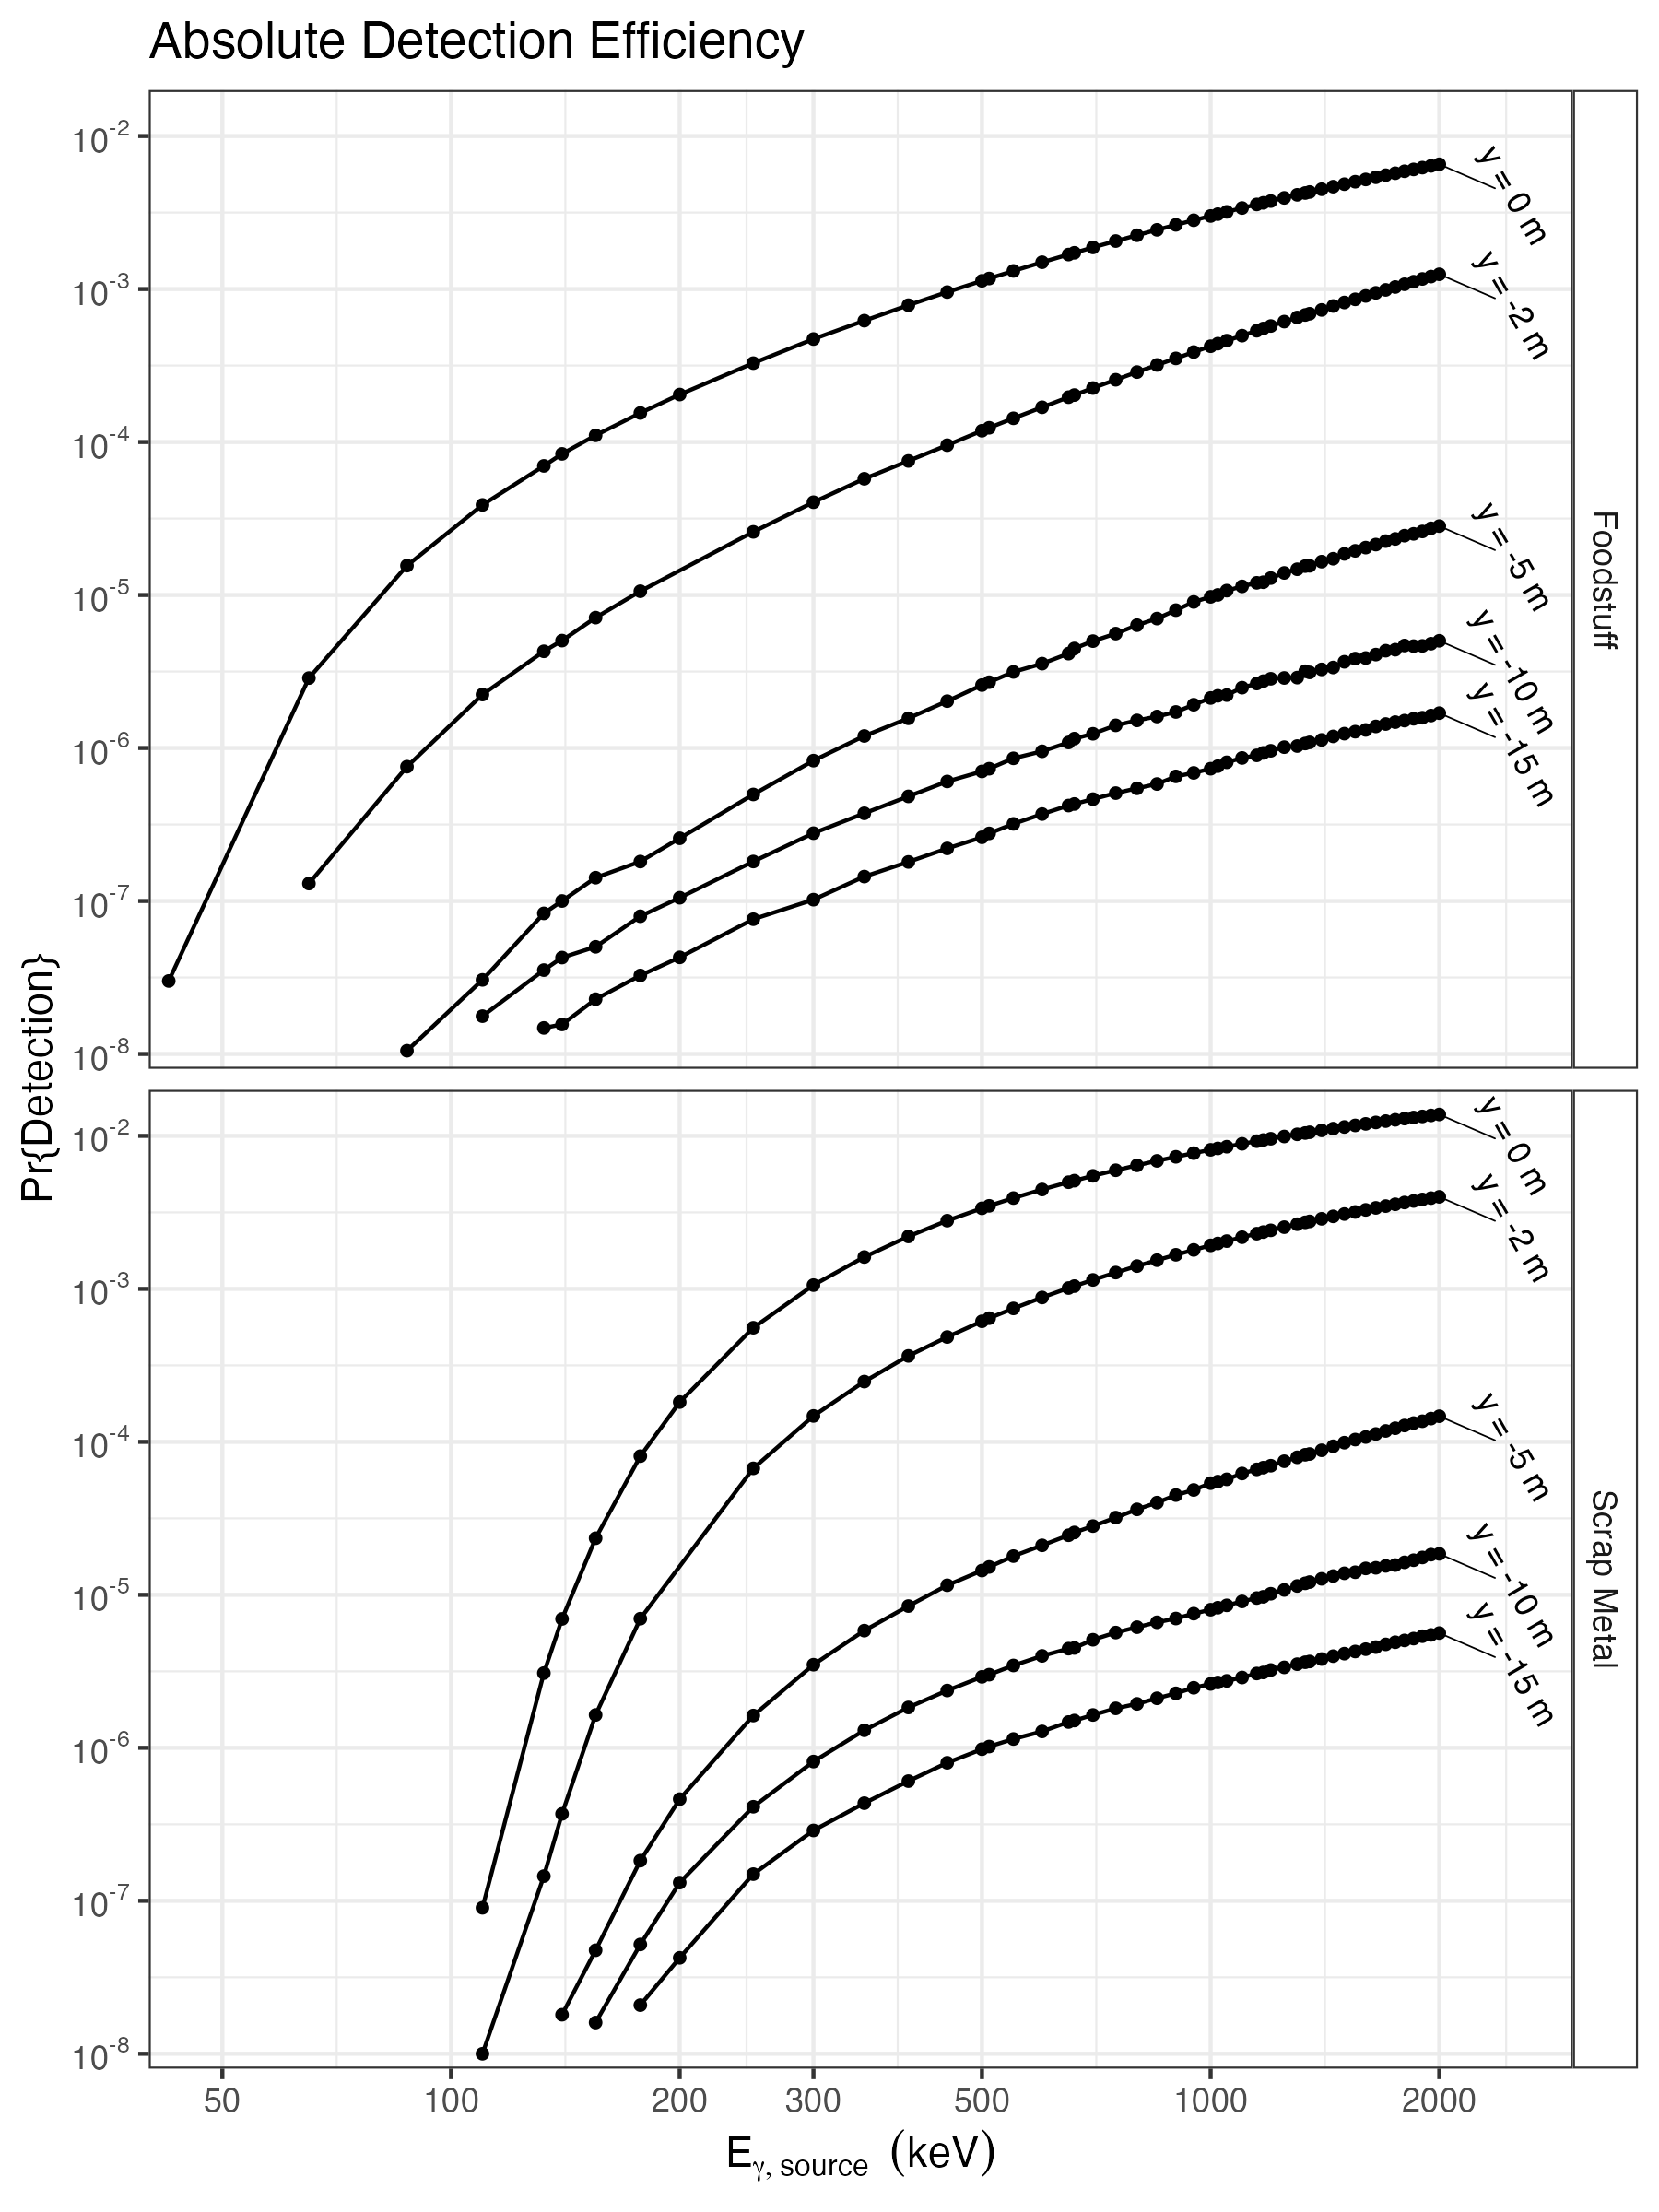 Absolute Detection Efficiency
Pr{Detection}
10-2
10-3
10-4
10-5
10-6
10-7
10-8
y = 0 m
y = -2 m
y = -5 m
y = -10 m
y = -15 m
Foodstuff
10-2
10-3
10-4
10-5
10-6
10-7
10-8
y = 0 m
y = -2 m
y = -5 m
y = -10 m
y = -15 m
Scrap Metal
50 100 200 300 500 1000 2000
Eγ, source (keV)